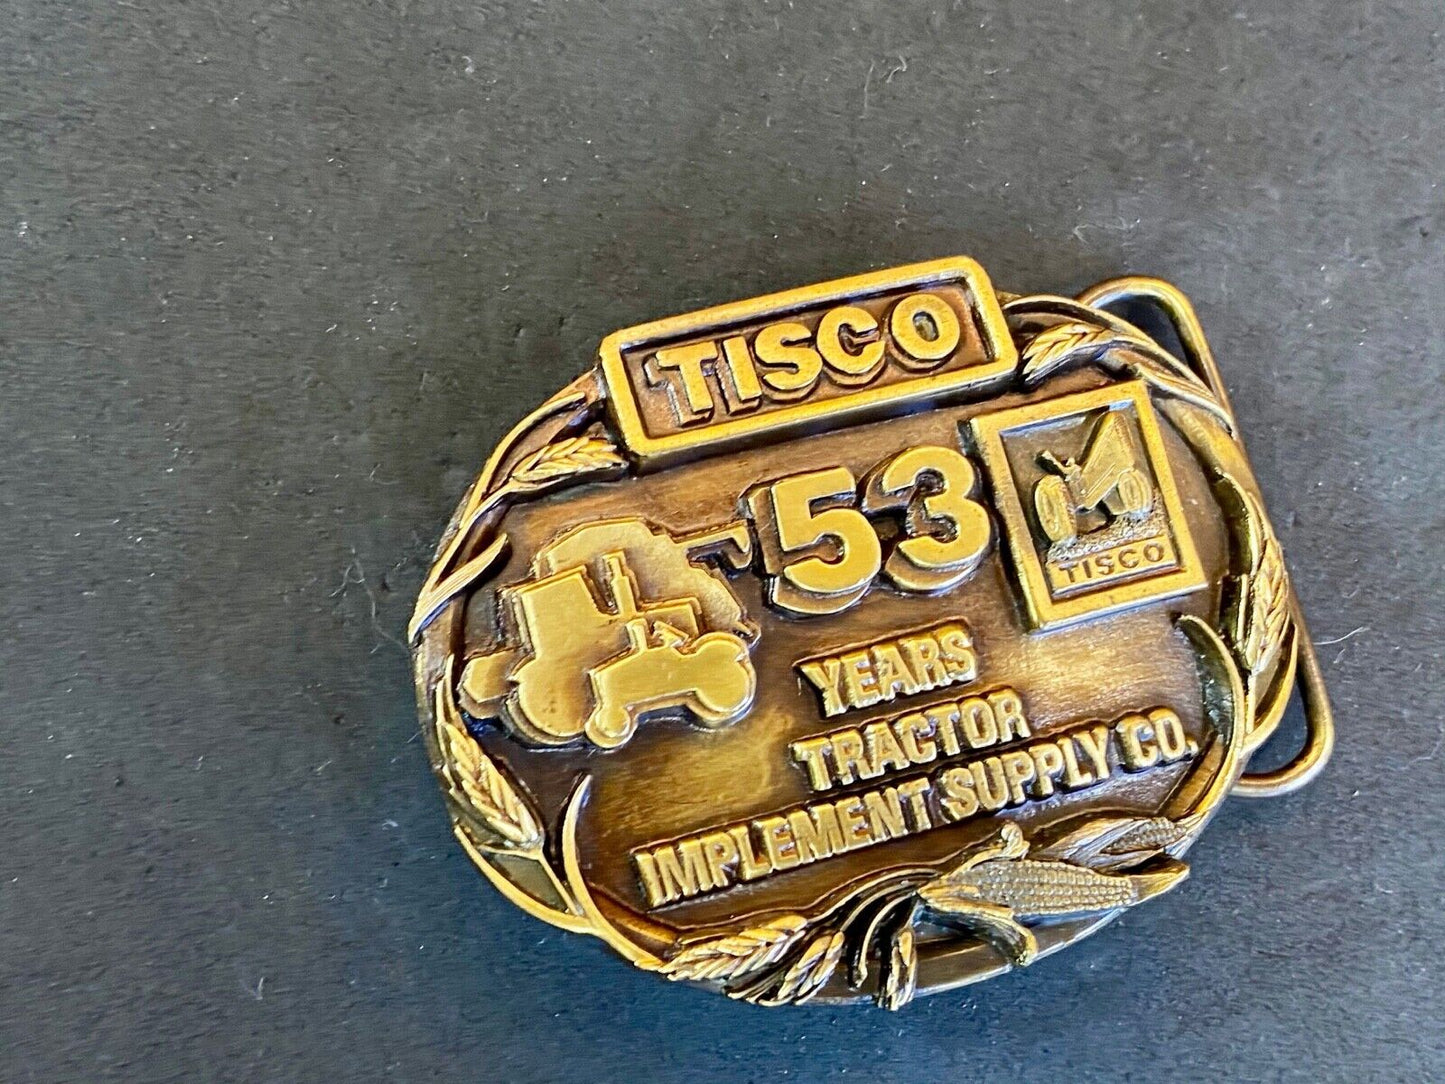 TISCO
53
TISCO
YEARS
TRACTOR
IMPLEMENT SUPPLY CO.